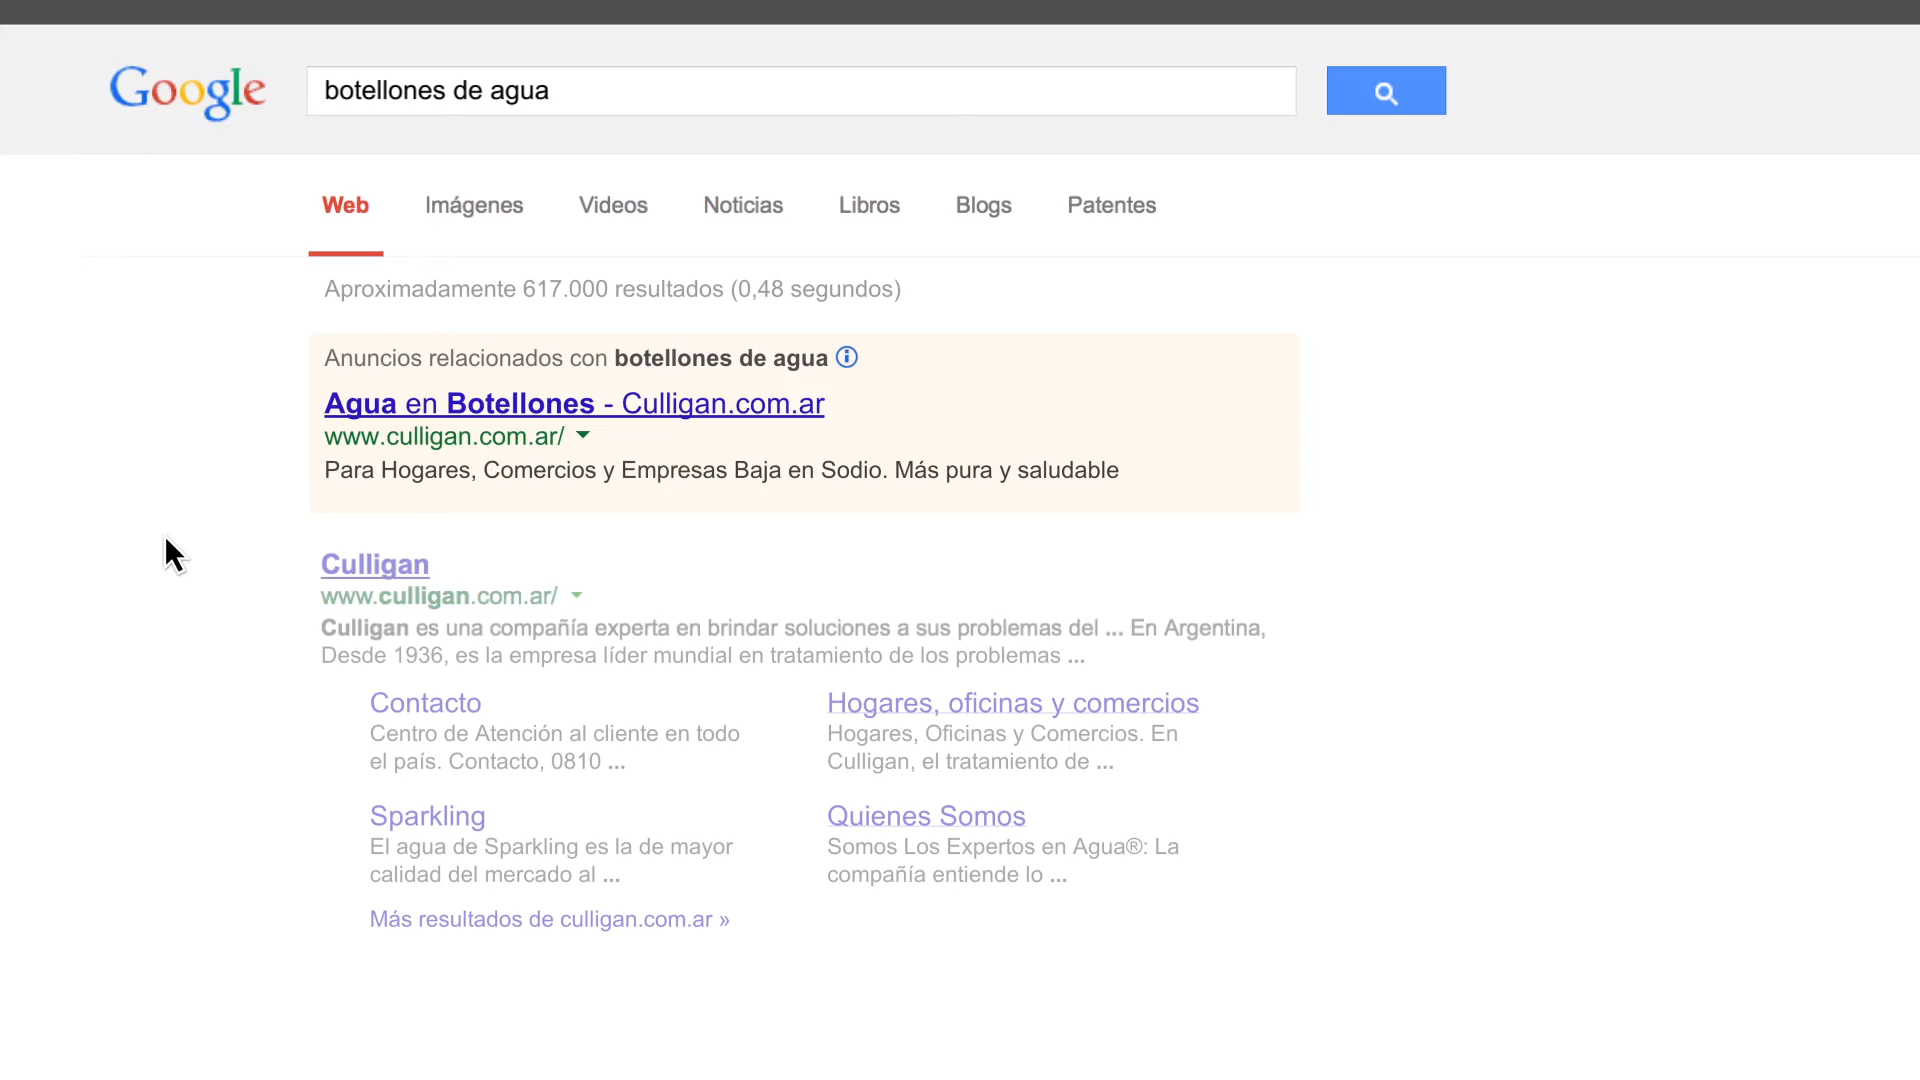 Google
botellones de agua
Web Imágenes Videos Noticias Libros Blogs Patentes
Aproximadamente 617.000 resultados (0,48 segundos)
Anuncios relacionados con botellones de agua
Agua en Botellones - Culligan.com.ar
www.culligan.com.ar/
Para Hogares, Comercios y Empresas Baja en Sodio. Más pura y saludable
Culligan
www.culligan.com.ar/
Culligan es una compañía experta en brindar soluciones a sus problemas del ... En Argentina,
Desde 1936, es la empresa líder mundial en tratamiento de los problemas ...
Contacto
Centro de Atención al cliente en todo
el país. Contacto, 0810 ...
Hogares, oficinas y comercios
Hogares, Oficinas y Comercios. En
Culligan, el tratamiento de ...
Sparkling
El agua de Sparkling es la de mayor
calidad del mercado al ...
Quienes Somos
Somos Los Expertos en Agua®: La
compañía entiende lo ...
Más resultados de culligan.com.ar »